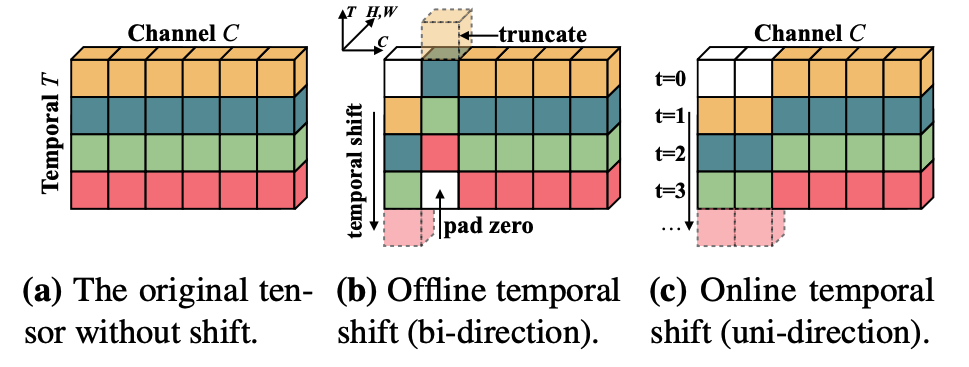 Channel C
Temporal T
(a) The original ten-
sor without shift.
T H,W
C
truncate
temporal shift
pad zero
(b) Offline temporal
shift (bi-direction).
Channel C
t=0
t=1
t=2
t=3
...
(c) Online temporal
shift (uni-direction).